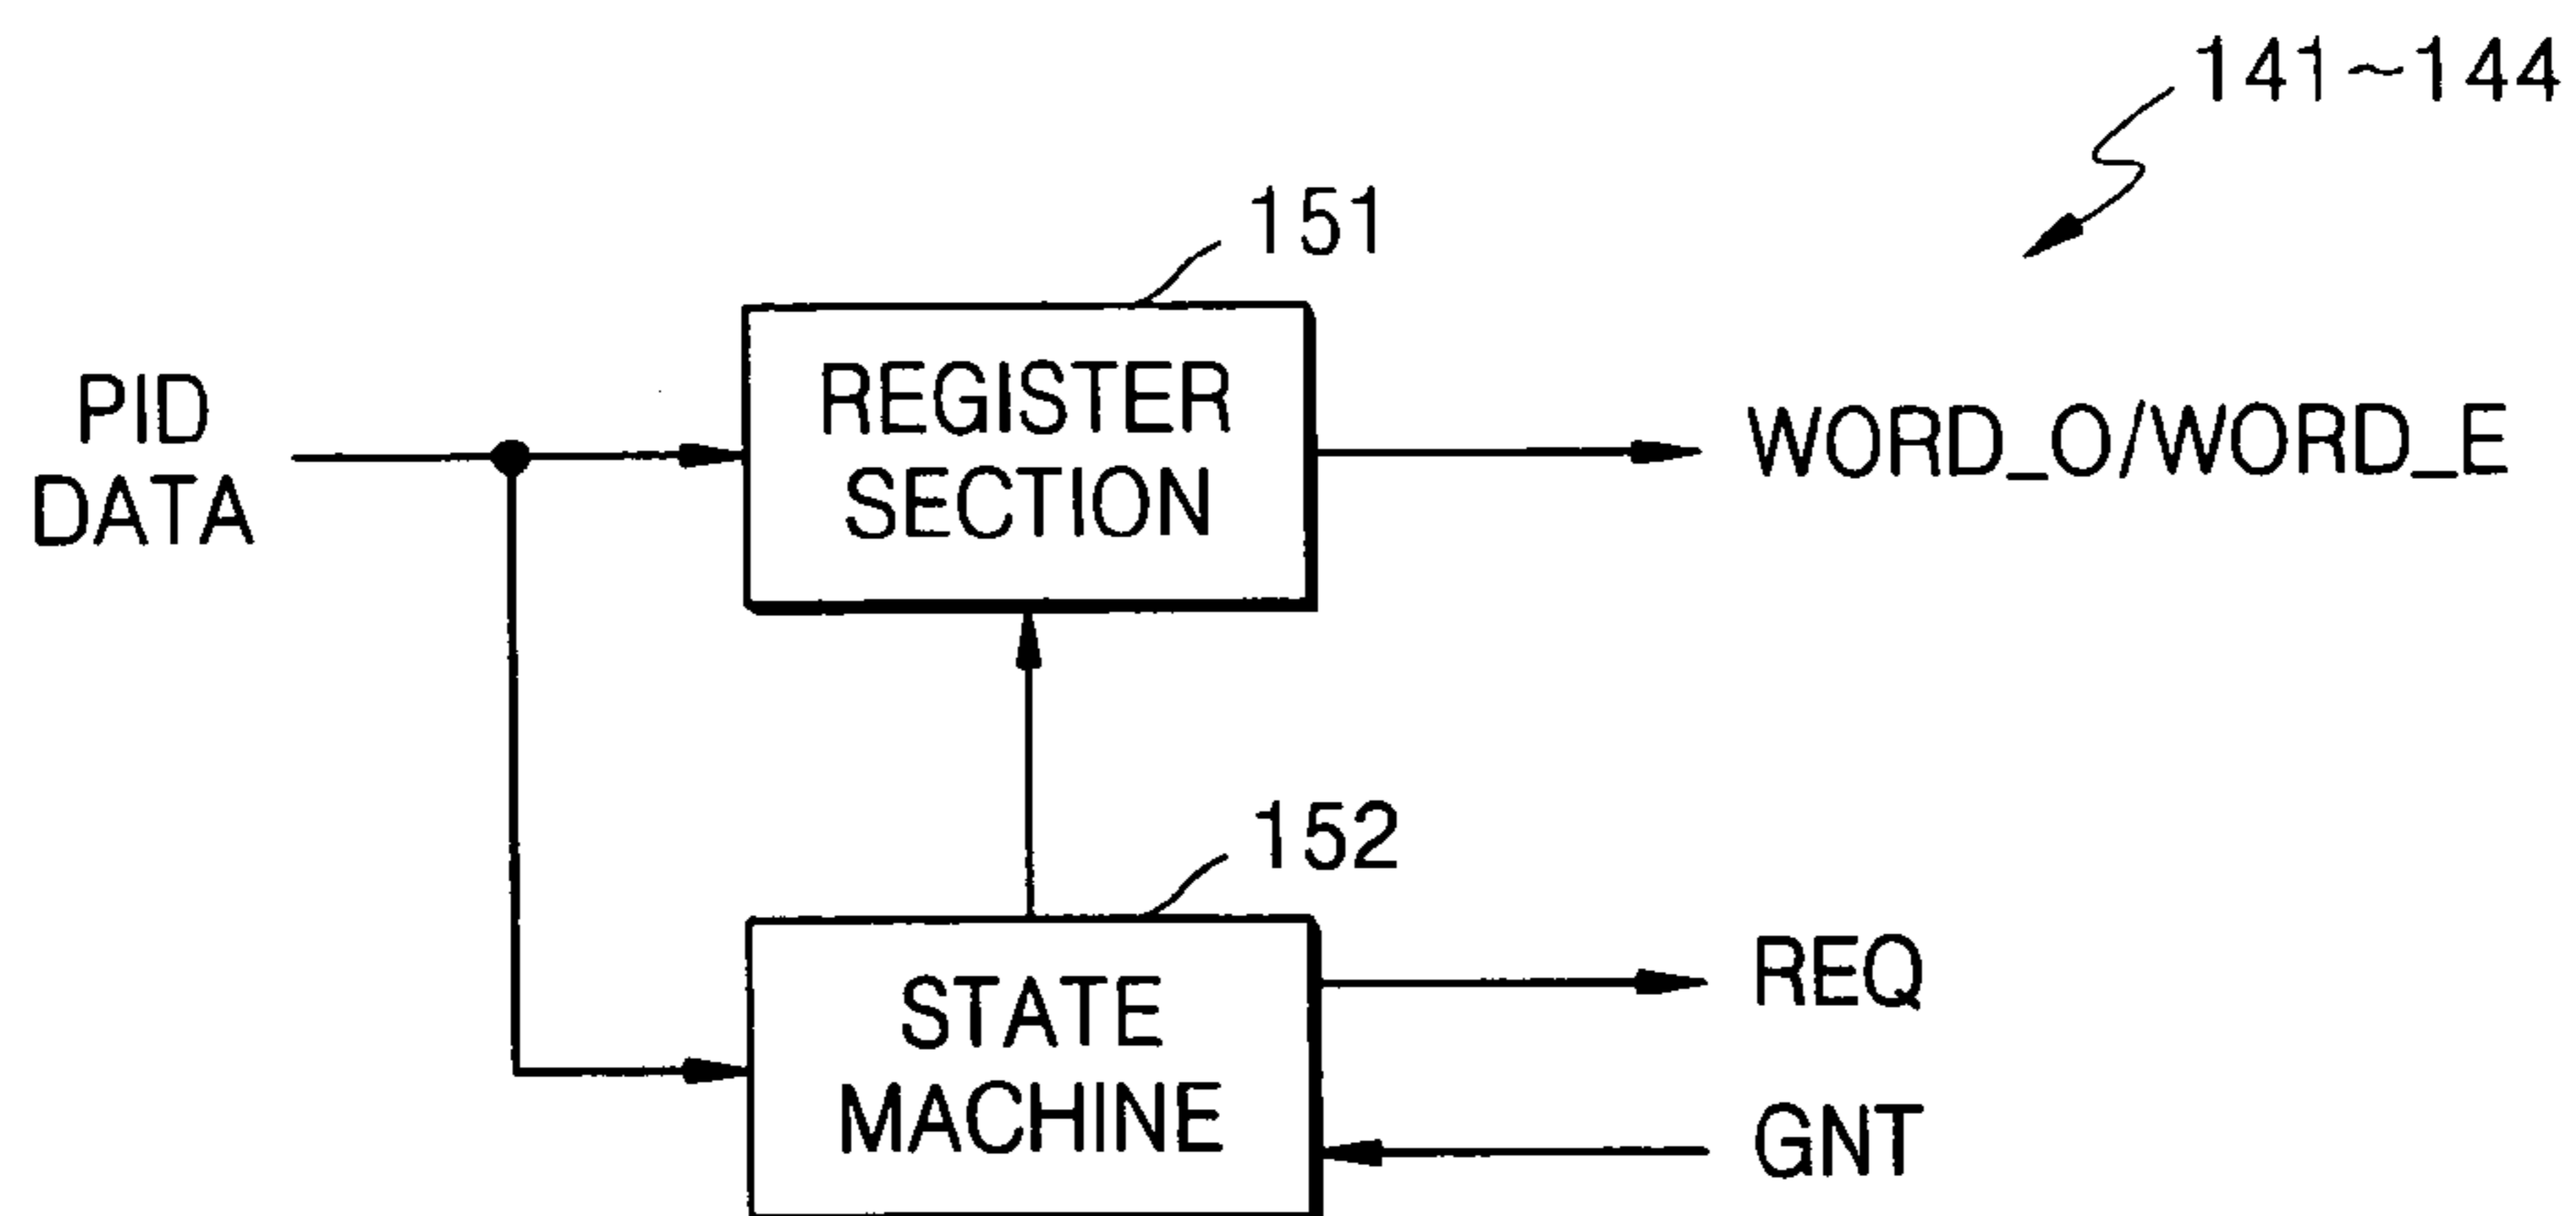 141~144
151
PID
DATA
REGISTER
SECTION
WORD_O/WORD_E
152
STATE
MACHINE
REQ
GNT